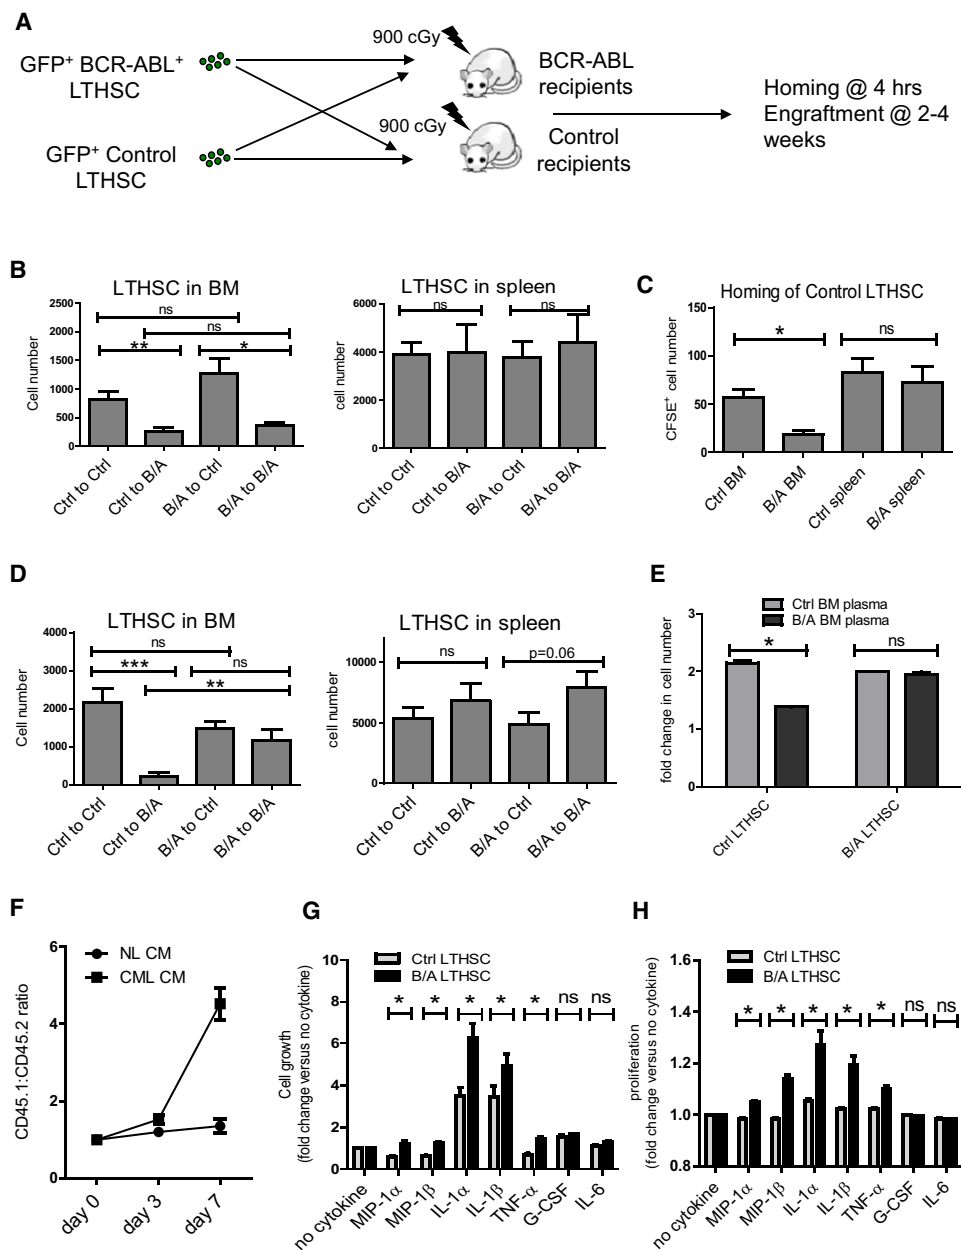 A
GFP+ BCR-ABL+
LTHSC
GFP+ Control
LTHSC
900 cGy
900 cGy
BCR-ABL
recipients
Control
recipients
Homing @ 4 hrs
Engraftment @ 2-4
weeks
B
LTHSC in BM
Cell number
2500
2000
1500
1000
500
0
ns
ns
**
*
Ctrl to Ctrl
Ctrl to B/A
B/A to Ctrl
B/A to B/A
LTHSC in spleen
cell number
6000
4000
2000
0
ns
ns
Ctrl to Ctrl
Ctrl to B/A
B/A to Ctrl
B/A to B/A
C
Homing of Control LTHSC
CFSE+ cell number
150
100
50
0
*
ns
Ctrl BM
B/A BM
Ctrl spleen
B/A spleen
D
LTHSC in BM
Cell number
4000
3000
2000
1000
0
ns
***
ns
**
Ctrl to Ctrl
Ctrl to B/A
B/A to Ctrl
B/A to B/A
LTHSC in spleen
cell number
10000
5000
0
ns
p=0.06
Ctrl to Ctrl
Ctrl to B/A
B/A to Ctrl
B/A to B/A
E
Ctrl BM plasma
B/A BM plasma
fold change in cell number
3
2
1
0
*
ns
Ctrl LTHSC
B/A LTHSC
F
NL CM
CML CM
CD45.1:CD45.2 ratio
6
4
2
0
day 0
day 3
day 7
G
Ctrl LTHSC
B/A LTHSC
Cell growth
(fold change versus no cytokine)
10
8
6
4
2
0
*
*
*
*
*
ns
ns
no cytokine
MIP-1α
MIP-1β
IL-1α
IL-1β
TNF-α
G-CSF
IL-6
H
Ctrl LTHSC
B/A LTHSC
proliferation
(fold change versus no cytokine)
1.6
1.4
1.2
1.0
0.8
*
*
*
*
*
ns
ns
no cytokine
MIP-1α
MIP-1β
IL-1α
IL-1β
TNF-α
G-CSF
IL-6